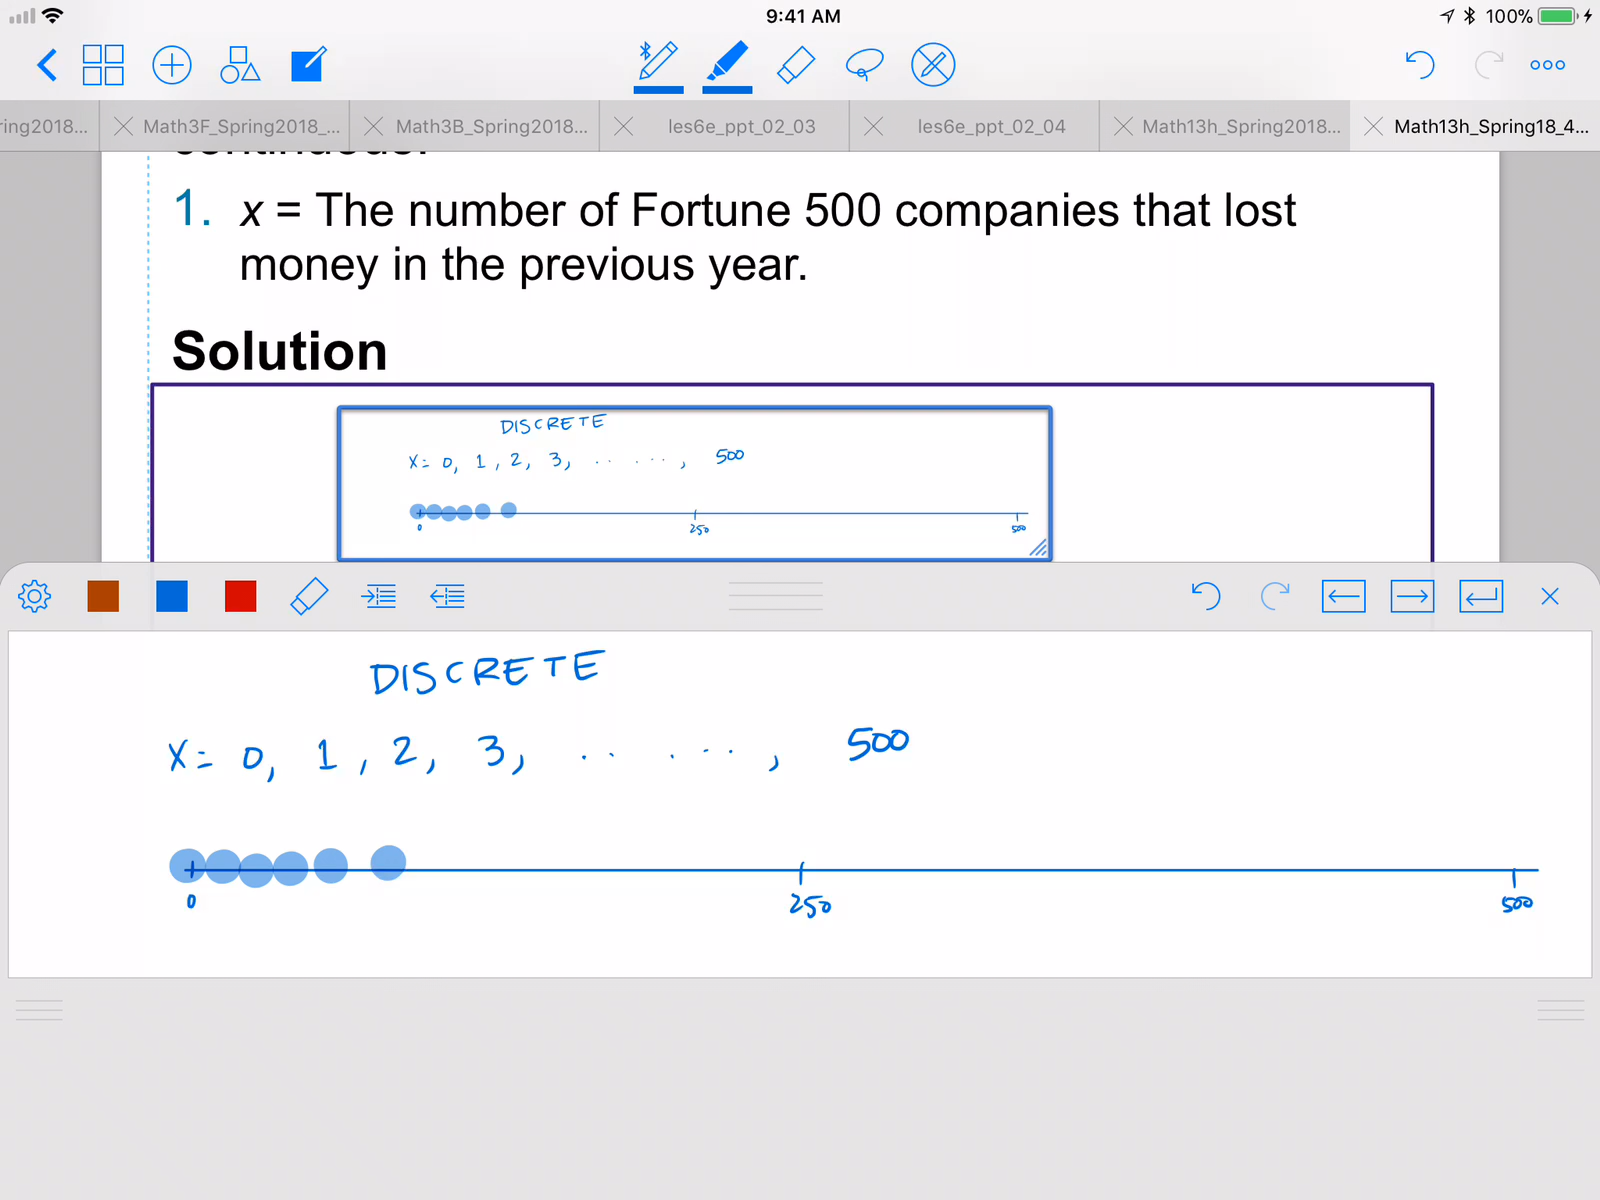 9:41 AM
100%
ring2018...
Math3F_Spring2018_...
Math3B_Spring2018...
les6e_ppt_02_03
les6e_ppt_02_04
Math13h_Spring2018...
Math13h_Spring18_4...
continuous.
1. x = The number of Fortune 500 companies that lost
money in the previous year.
Solution
DISCRETE
x = 0, 1, 2, 3, .. ...., 500
0 250 500
DISCRETE
x = 0, 1, 2, 3, .. ...., 500
0 250 500